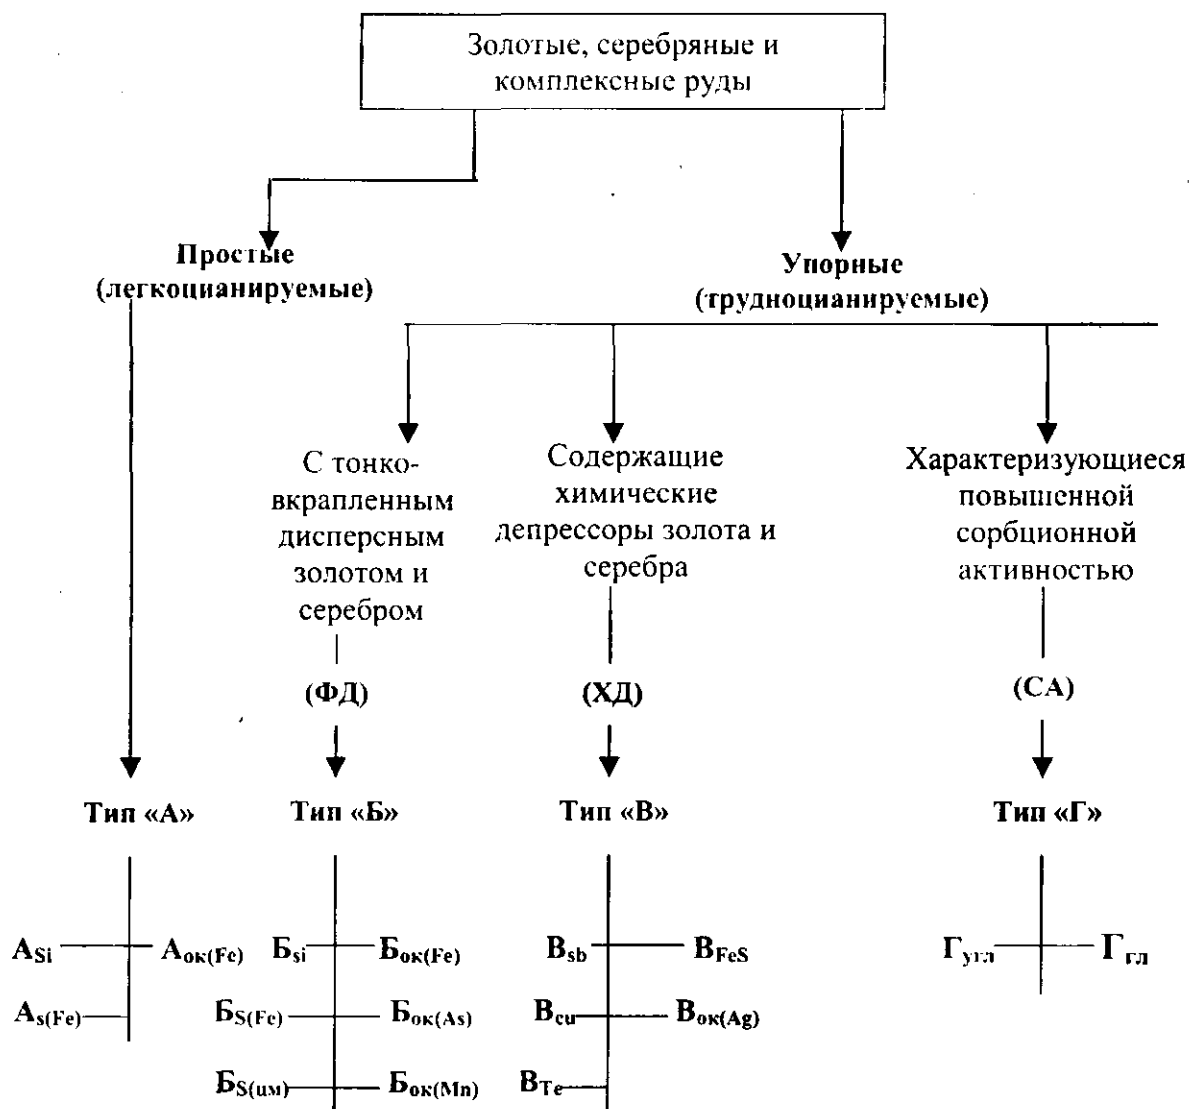 Золотые, серебряные и
комплексные руды
Простые
(легкоцианируемые)
Упорные
(трудноцианируемые)
С тонко-
вкрапленным
дисперсным
золотом и
серебром
Содержащие
химические
депрессоры золота и
серебра
Характеризующиеся
повышенной
сорбционной
активностью
(ФД)
(ХД)
(СА)
Тип «А»
Тип «Б»
Тип «В»
Тип «Г»
АSi
Аок(Fe)
Аs(Fe)
Бsi
Бок(Fe)
БS(Fe)
Бок(As)
БS(цм)
Бок(Mn)
Вsb
ВFeS
Вcu
Вок(Ag)
ВTe
Гугл
Ггл